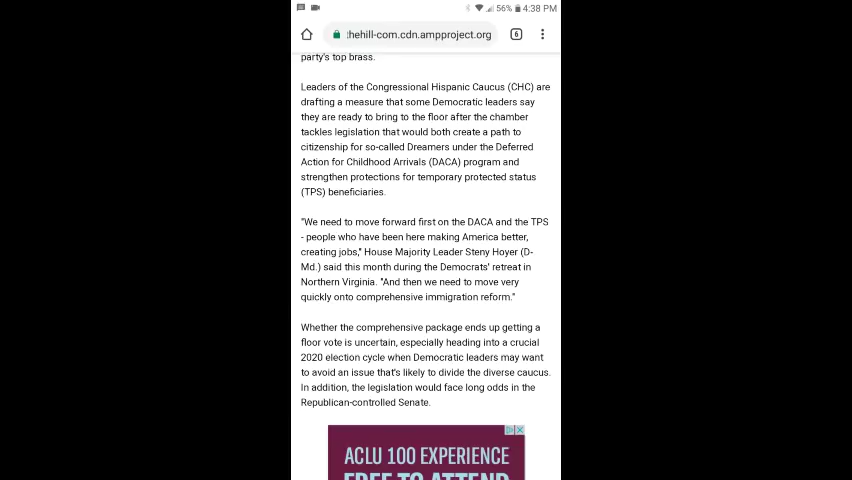 56% 4:38 PM
:hehill-com.cdn.ampproject.org 6
party's top brass.
Leaders of the Congressional Hispanic Caucus (CHC) are
drafting a measure that some Democratic leaders say
they are ready to bring to the floor after the chamber
tackles legislation that would both create a path to
citizenship for so-called Dreamers under the Deferred
Action for Childhood Arrivals (DACA) program and
strengthen protections for temporary protected status
(TPS) beneficiaries.
"We need to move forward first on the DACA and the TPS
- people who have been here making America better,
creating jobs," House Majority Leader Steny Hoyer (D-
Md.) said this month during the Democrats' retreat in
Northern Virginia. "And then we need to move very
quickly onto comprehensive immigration reform."
Whether the comprehensive package ends up getting a
floor vote is uncertain, especially heading into a crucial
2020 election cycle when Democratic leaders may want
to avoid an issue that's likely to divide the diverse caucus.
In addition, the legislation would face long odds in the
Republican-controlled Senate.
ACLU 100 EXPERIENCE
FREE TO ATTEND